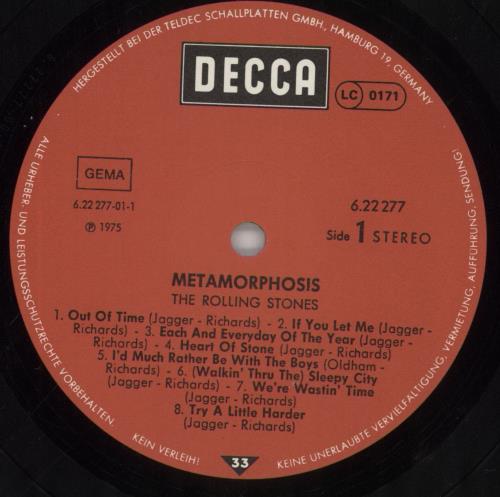 HERGESTELLT BEI DER TELDEC SCHALLPLATTEN GMBH., HAMBURG 19, GERMANY
DECCA
LC 0171
GEMA
6.22 277-01-1
℗ 1975
6.22 277
Side 1 STEREO
METAMORPHOSIS
THE ROLLING STONES
1. Out Of Time (Jagger - Richards) - 2. If You Let Me (Jagger -
Richards) - 3. Each And Everyday Of The Year (Jagger -
Richards) - 4. Heart Of Stone (Jagger - Richards)
5. I'd Much Rather Be With The Boys (Oldham -
Richards) - 6. (Walkin' Thru The) Sleepy City
(Jagger - Richards) - 7. We're Wastin' Time
(Jagger - Richards)
8. Try A Little Harder
(Jagger - Richards)
33
ALLE URHEBER- UND LEISTUNGSSCHUTZRECHTE VORBEHALTEN.
KEIN VERLEIH! KEINE UNERLAUBTE VERVIELFÄLTIGUNG, VERMIETUNG, AUFFÜHRUNG, SENDUNG!